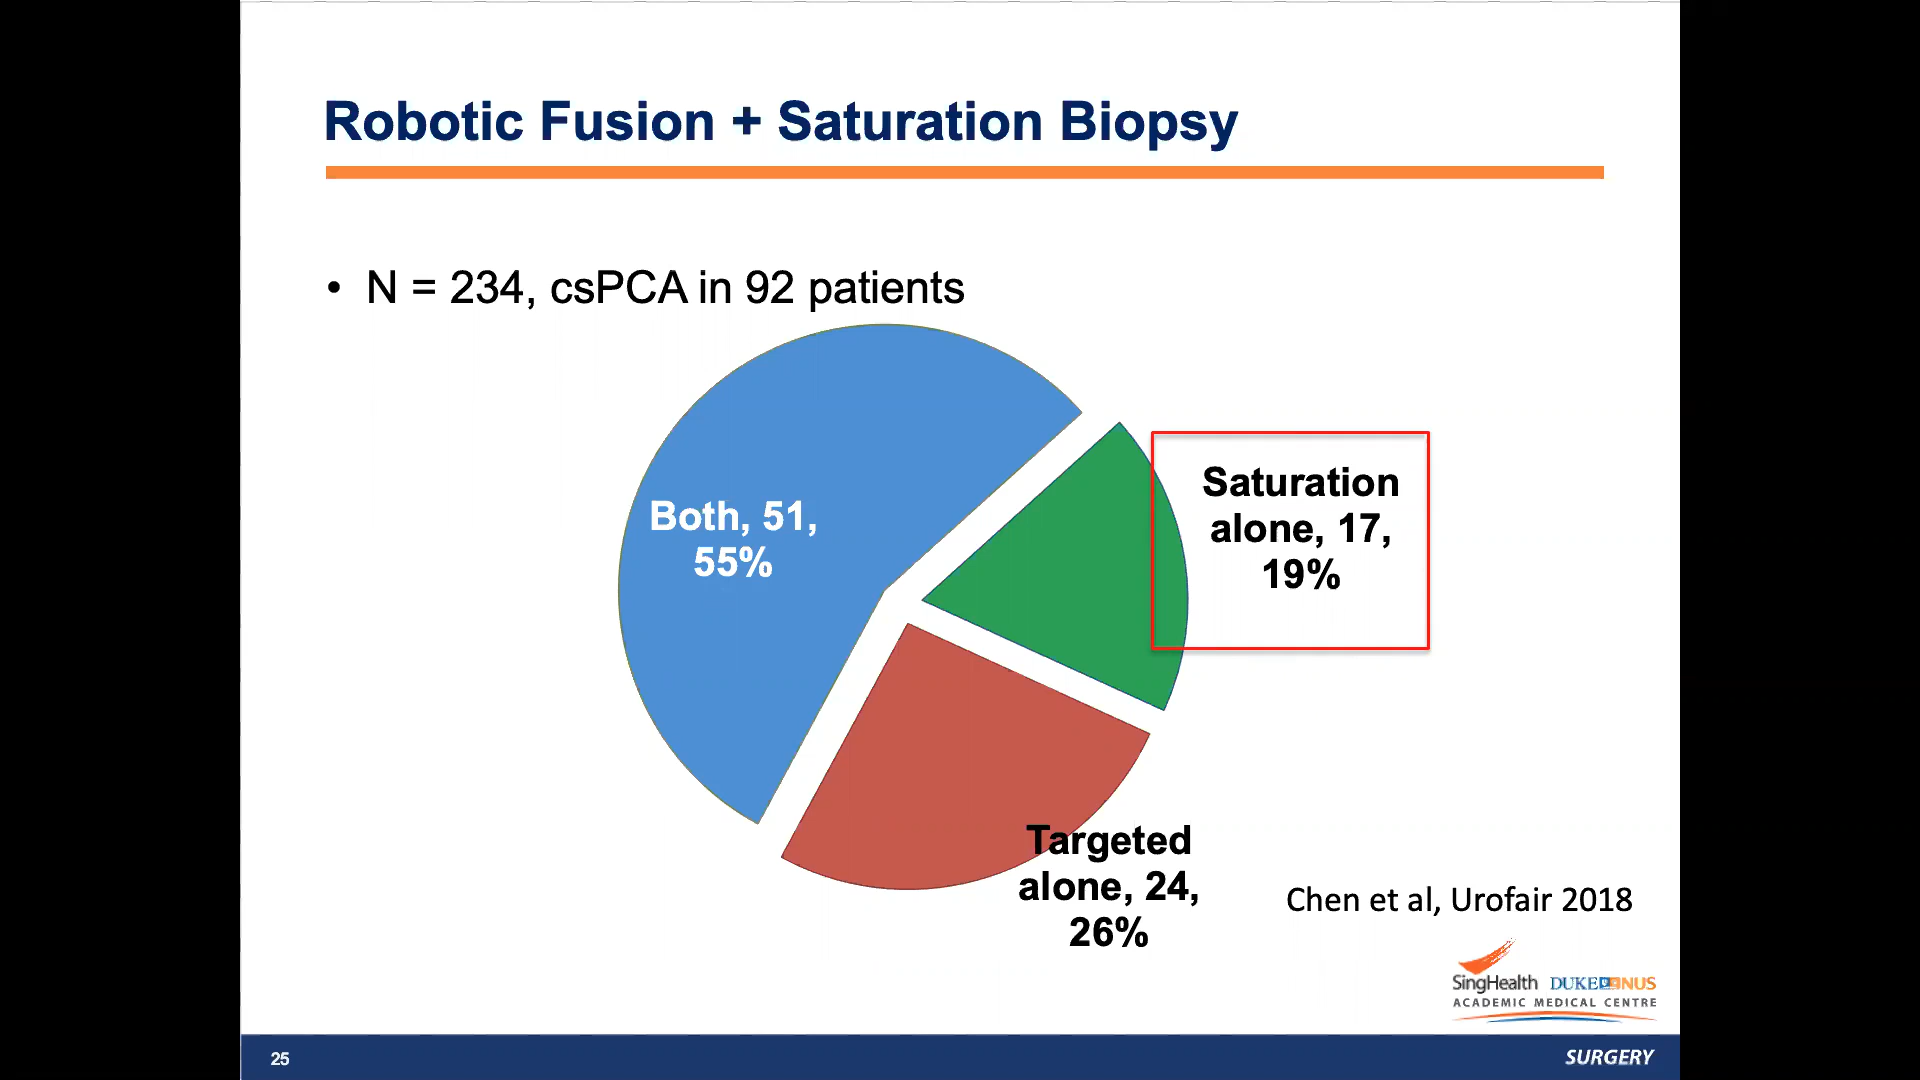 Robotic Fusion + Saturation Biopsy
• N = 234, csPCA in 92 patients
Both, 51,
55%
Saturation
alone, 17,
19%
Targeted
alone, 24,
26%
Chen et al, Urofair 2018
SingHealth DUKE NUS
ACADEMIC MEDICAL CENTRE
25
SURGERY